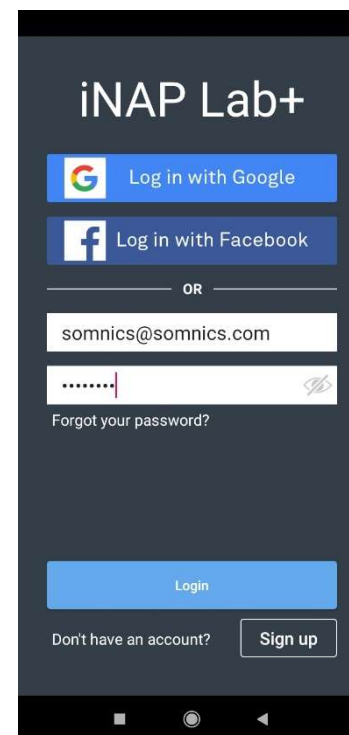 iNAP Lab+
Log in with Google
Log in with Facebook
OR
somnics@somnics.com
••••••••
Forgot your password?
Login
Don't have an account?
Sign up